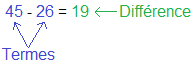 45 - 26 = 19 Différence
Termes